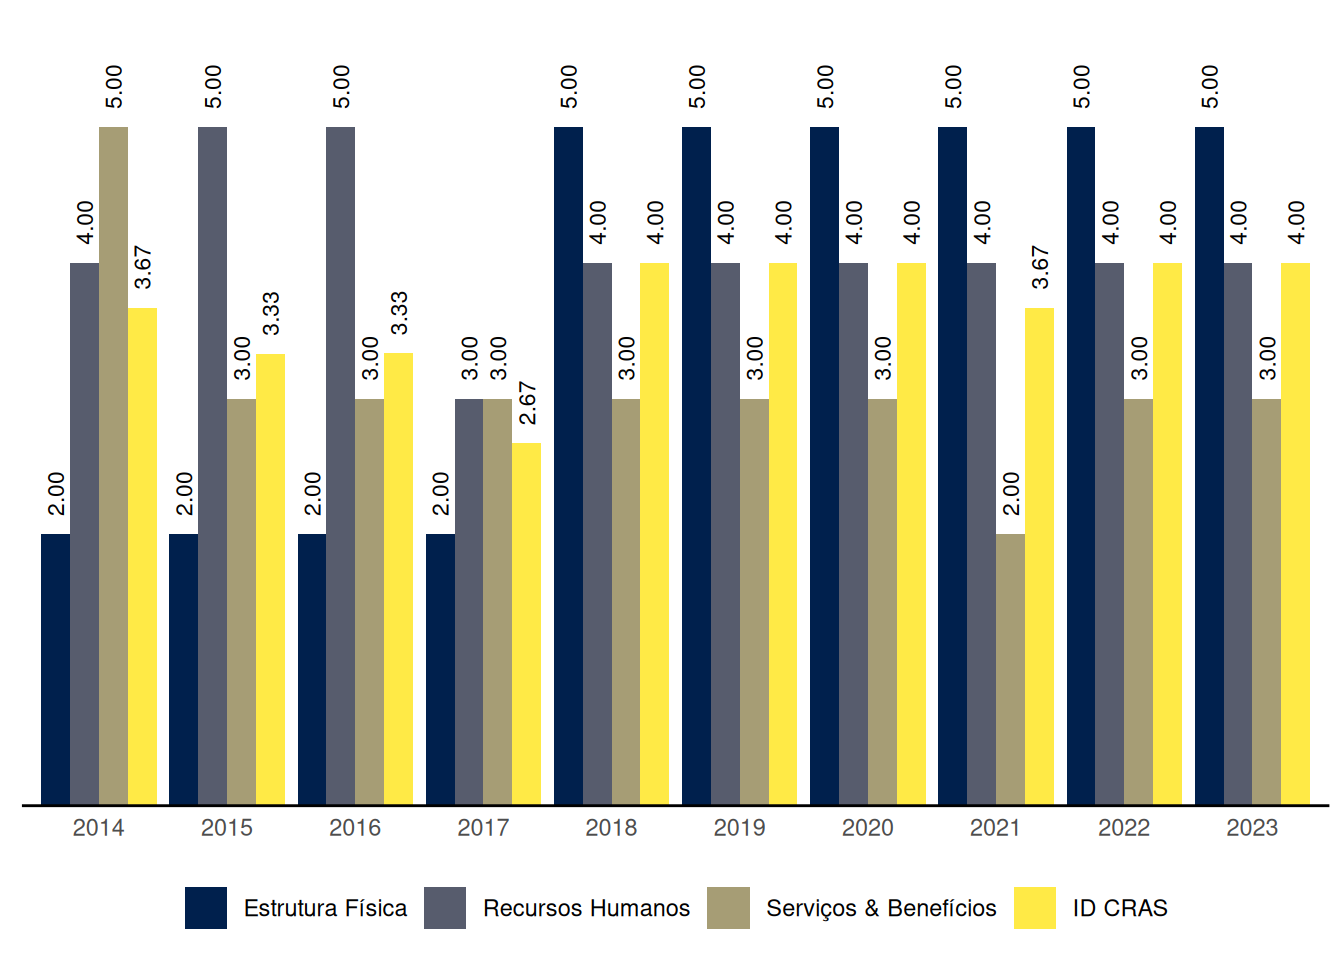 5.00 5.00 5.00 5.00 5.00 5.00 5.00 5.00 5.00
4.00 4.00 4.00 4.00 4.00 4.00 4.00 4.00 4.00 4.00 4.00 4.00
3.67 3.67
3.33 3.33
3.00 3.00 3.00 3.00 3.00 3.00 3.00 3.00 3.00
2.67
2.00 2.00 2.00 2.00 2.00
2014 2015 2016 2017 2018 2019 2020 2021 2022 2023
Estrutura Física Recursos Humanos Serviços & Benefícios ID CRAS